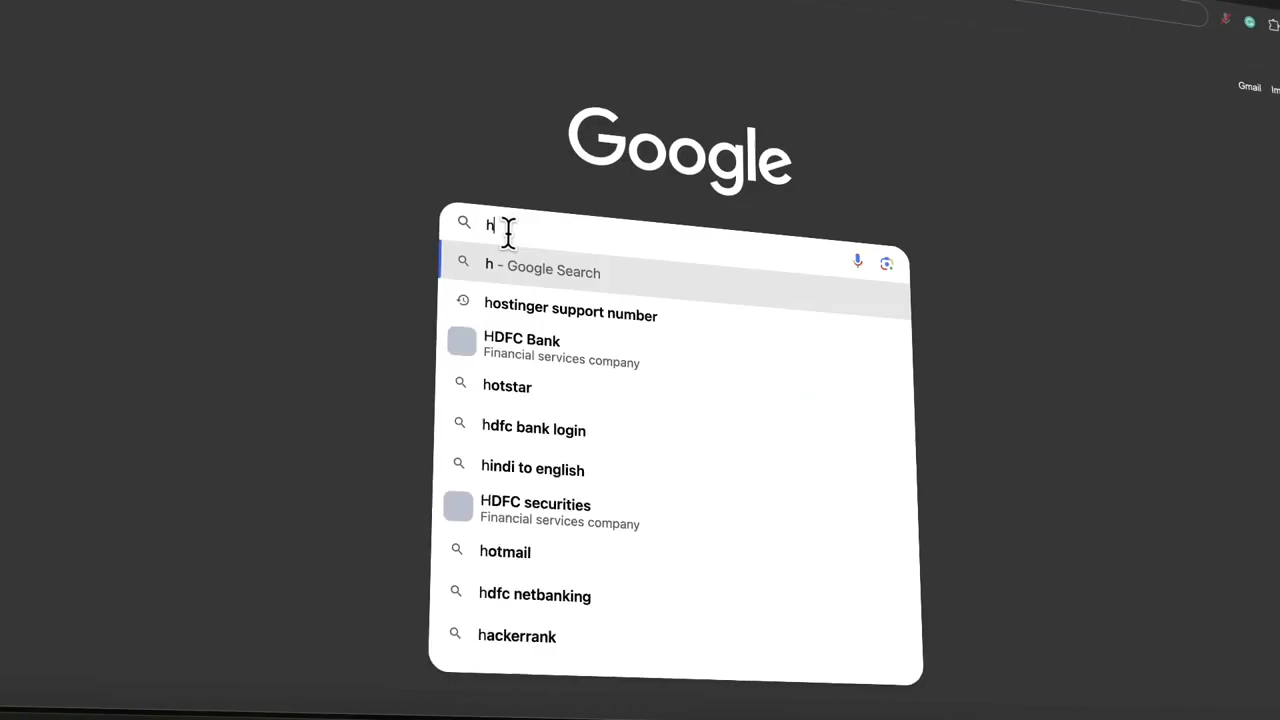 Gmail Im
Google
h
h - Google Search
hostinger support number
HDFC Bank
Financial services company
hotstar
hdfc bank login
hindi to english
HDFC securities
Financial services company
hotmail
hdfc netbanking
hackerrank